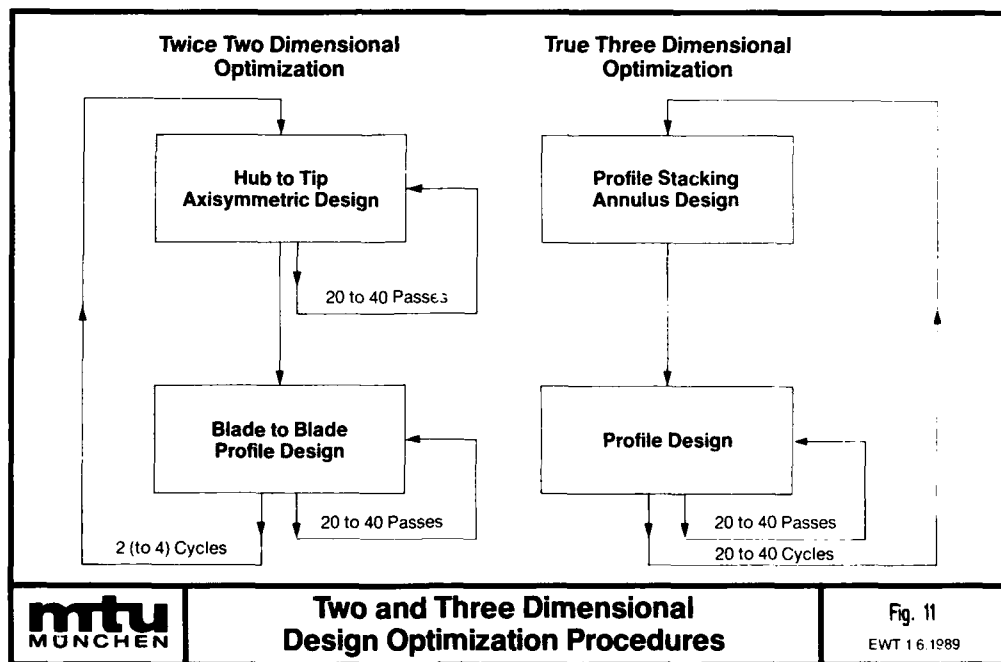 Twice Two Dimensional
Optimization
Hub to Tip
Axisymmetric Design
20 to 40 Passes
Blade to Blade
Profile Design
20 to 40 Passes
2 (to 4) Cycles
True Three Dimensional
Optimization
Profile Stacking
Annulus Design
Profile Design
20 to 40 Passes
20 to 40 Cycles
mtu
MÜNCHEN
Two and Three Dimensional
Design Optimization Procedures
Fig. 11
EWT 1 6.1989